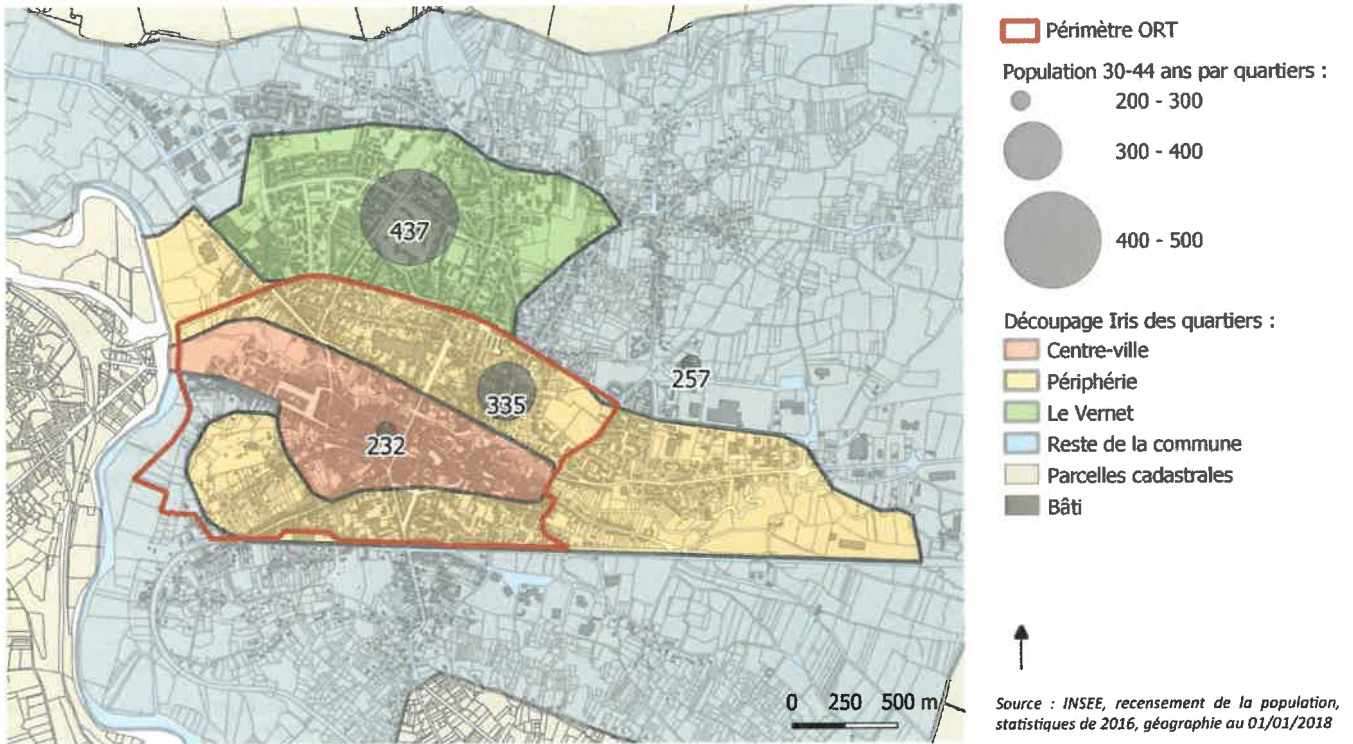 437
335
257
232
0 250 500 m
Périmètre ORT
Population 30-44 ans par quartiers :
200 - 300
300 - 400
400 - 500
Découpage Iris des quartiers :
Centre-ville
Périphérie
Le Vernet
Reste de la commune
Parcelles cadastrales
Bâti
Source : INSEE, recensement de la population,
statistiques de 2016, géographie au 01/01/2018